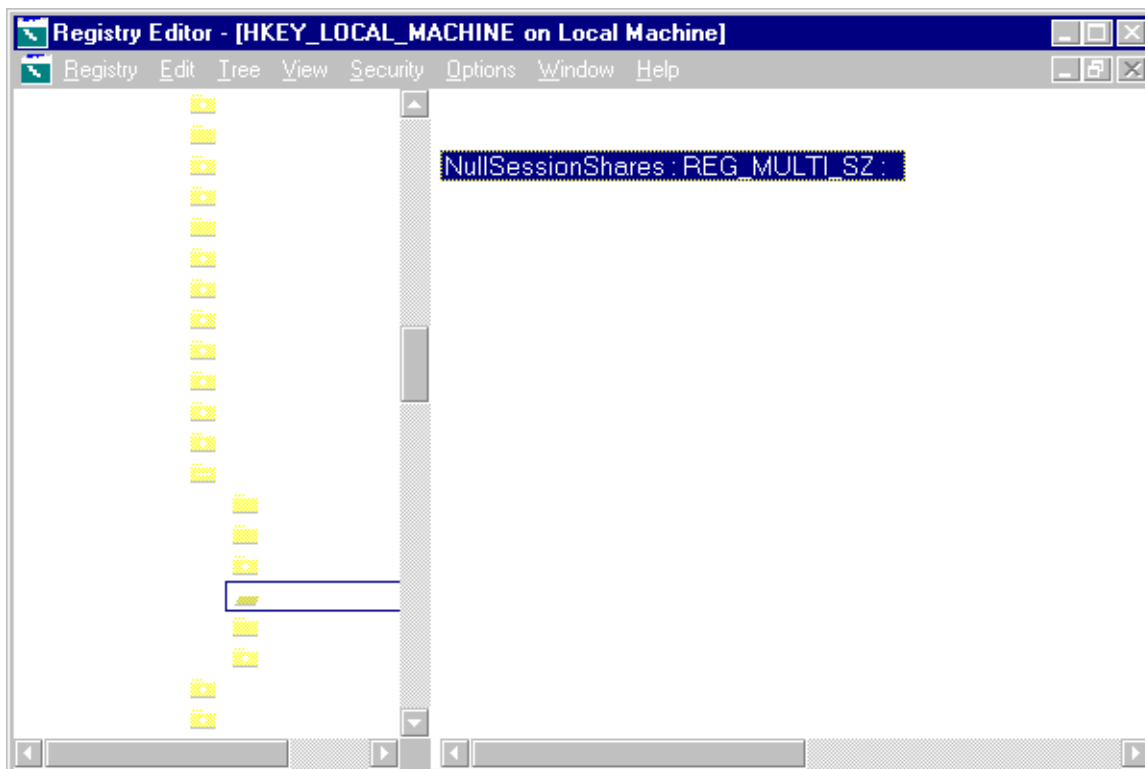 Registry Editor - [HKEY_LOCAL_MACHINE on Local Machine]
Registry Edit Tree View Security Options Window Help
NullSessionShares : REG_MULTI_SZ :